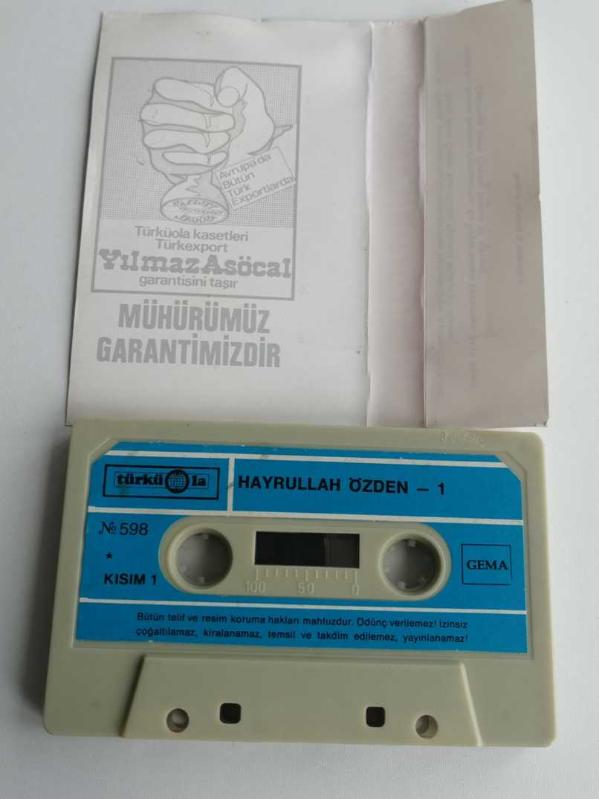 Avrupa'da
Bütün
Türk
Exportlarda
Türküola kasetleri
Türkexport
Yılmaz Asöcal
garantisini taşır
MÜHÜRÜMÜZ
GARANTİMİZDİR
türküola
HAYRULLAH ÖZDEN – 1
№ 598
*
KISIM 1
100 50 0
GEMA
Bütün telif ve resim koruma hakları mahfuzdur. Ödünç verilemez! İzinsiz
çoğaltılamaz, kiralanamaz, temsil ve takdim edilemez, yayınlanamaz!